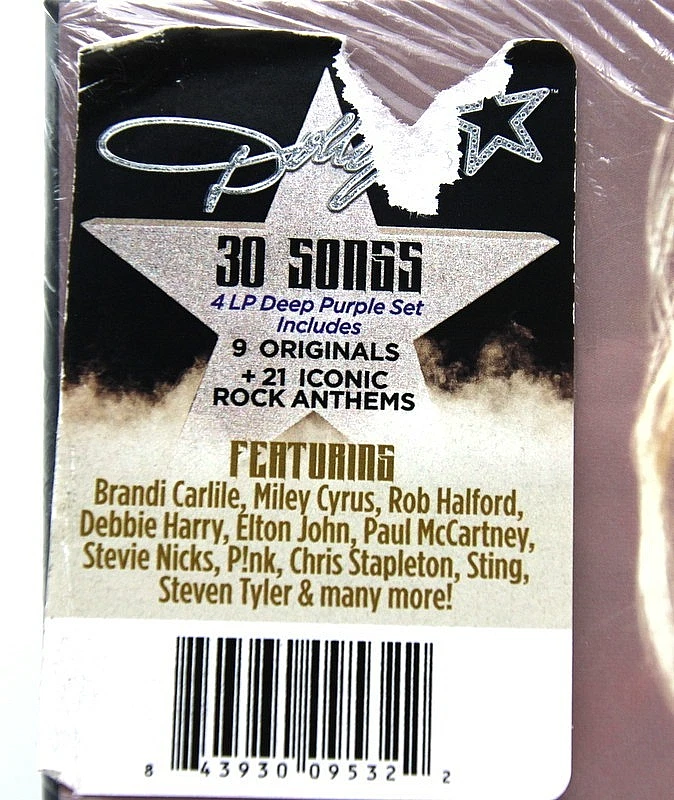 Dolly
™
30 SONGS
4 LP Deep Purple Set
Includes
9 ORIGINALS
+ 21 ICONIC
ROCK ANTHEMS
FEATURING
Brandi Carlile, Miley Cyrus, Rob Halford,
Debbie Harry, Elton John, Paul McCartney,
Stevie Nicks, P!nk, Chris Stapleton, Sting,
Steven Tyler & many more!
8 43930 09532 2